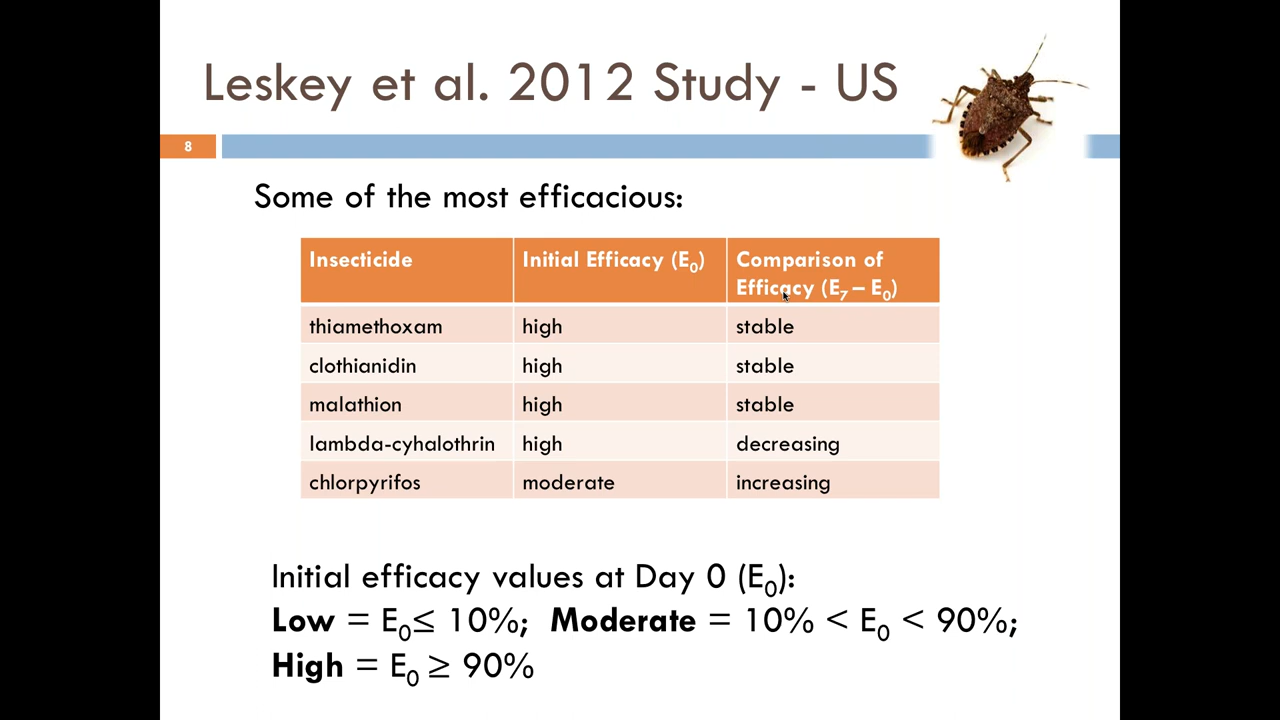 Leskey et al. 2012 Study - US
8
Some of the most efficacious:
Insecticide Initial Efficacy (E₀) Comparison of Efficacy (E₇ – E₀)
thiamethoxam high stable
clothianidin high stable
malathion high stable
lambda-cyhalothrin high decreasing
chlorpyrifos moderate increasing
Initial efficacy values at Day 0 (E₀):
Low = E₀≤ 10%; Moderate = 10% < E₀ < 90%;
High = E₀ ≥ 90%